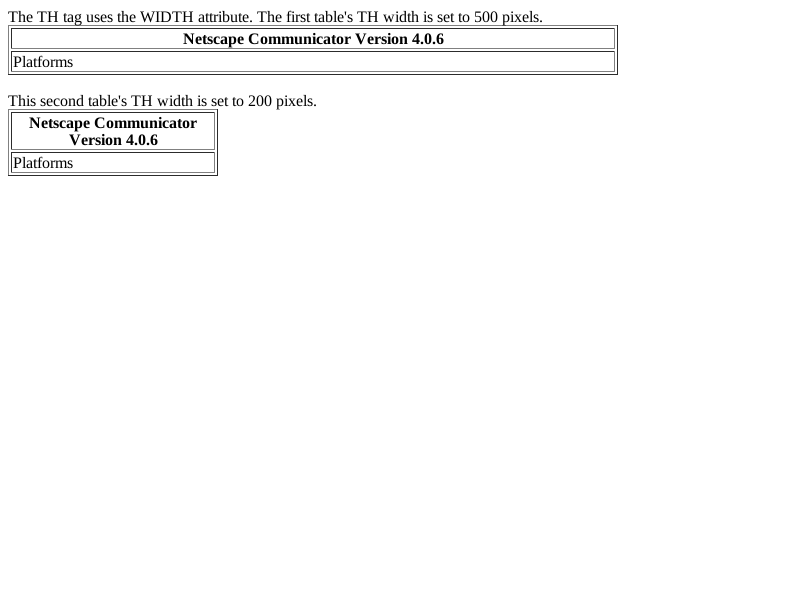 The TH tag uses the WIDTH attribute. The first table's TH width is set to 500 pixels.
Netscape Communicator Version 4.0.6
Platforms
This second table's TH width is set to 200 pixels.
Netscape Communicator
Version 4.0.6
Platforms